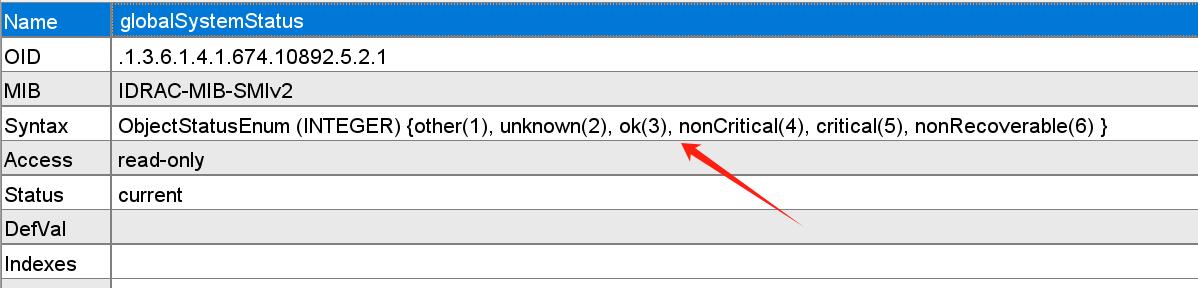 Name globalSystemStatus
OID .1.3.6.1.4.1.674.10892.5.2.1
MIB IDRAC-MIB-SMIv2
Syntax ObjectStatusEnum (INTEGER) {other(1), unknown(2), ok(3), nonCritical(4), critical(5), nonRecoverable(6) }
Access read-only
Status current
DefVal
Indexes